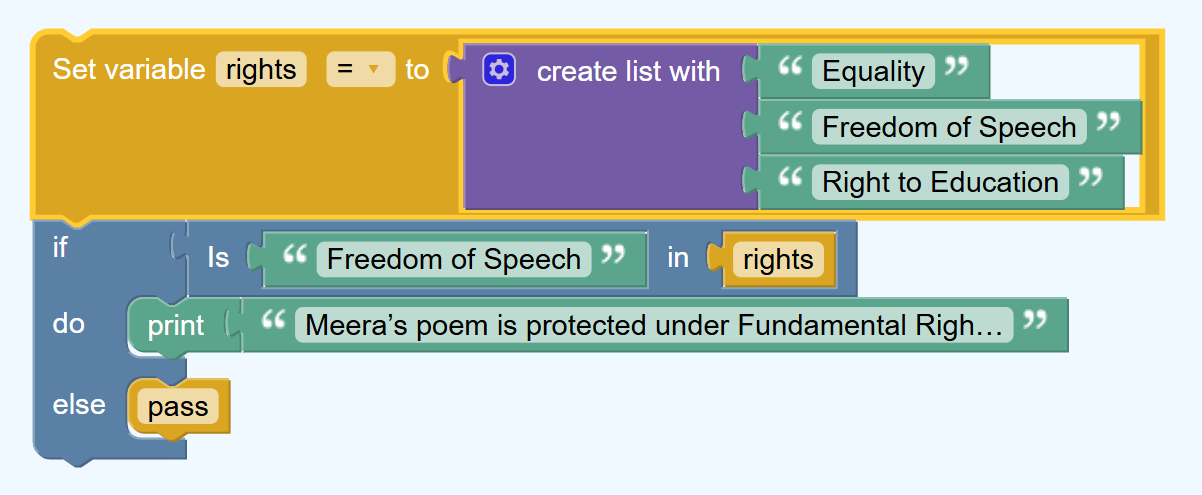 Set variable rights = to create list with “ Equality ”
“ Freedom of Speech ”
“ Right to Education ”
if Is “ Freedom of Speech ” in rights
do print “ Meera’s poem is protected under Fundamental Righ… ”
else pass